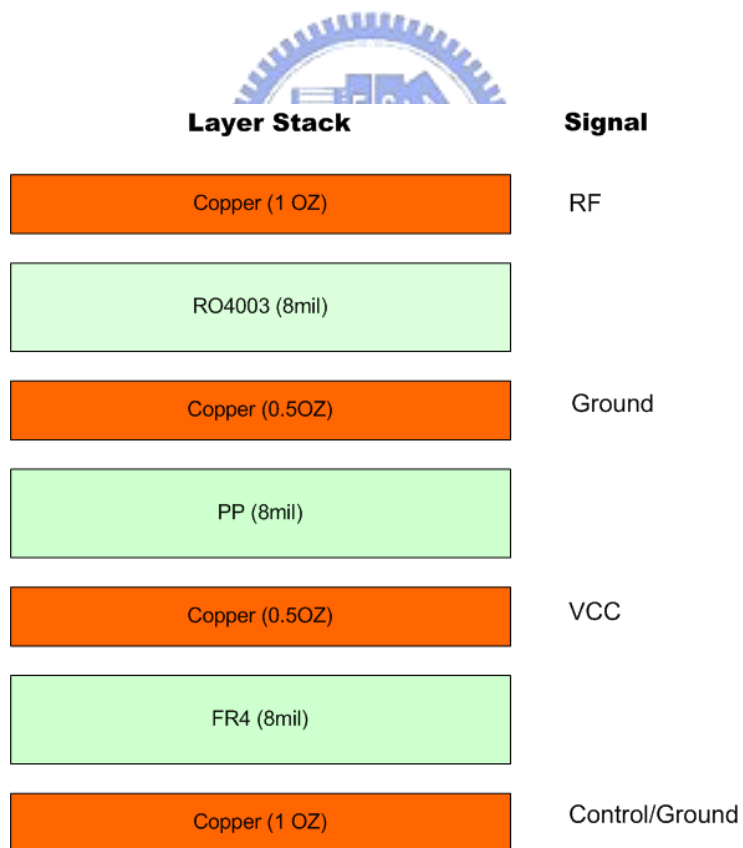 Layer Stack Signal
Copper (1 OZ) RF
RO4003 (8mil)
Copper (0.5OZ) Ground
PP (8mil)
Copper (0.5OZ) VCC
FR4 (8mil)
Copper (1 OZ) Control/Ground